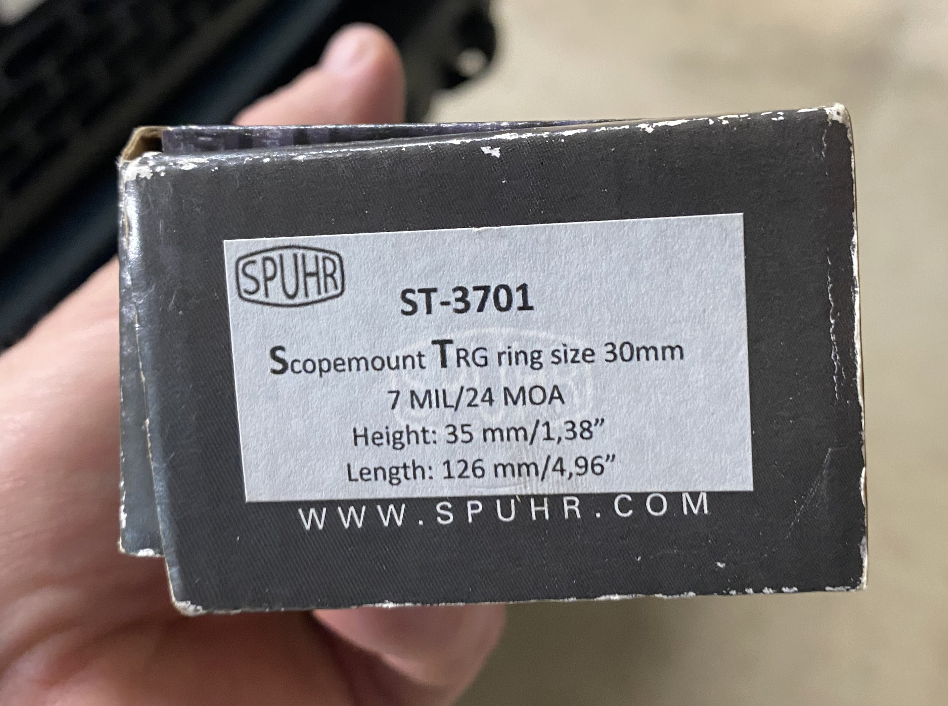 SPUHR
ST-3701
Scopemount TRG ring size 30mm
7 MIL/24 MOA
Height: 35 mm/1,38”
Length: 126 mm/4,96”
WWW.SPUHR.COM